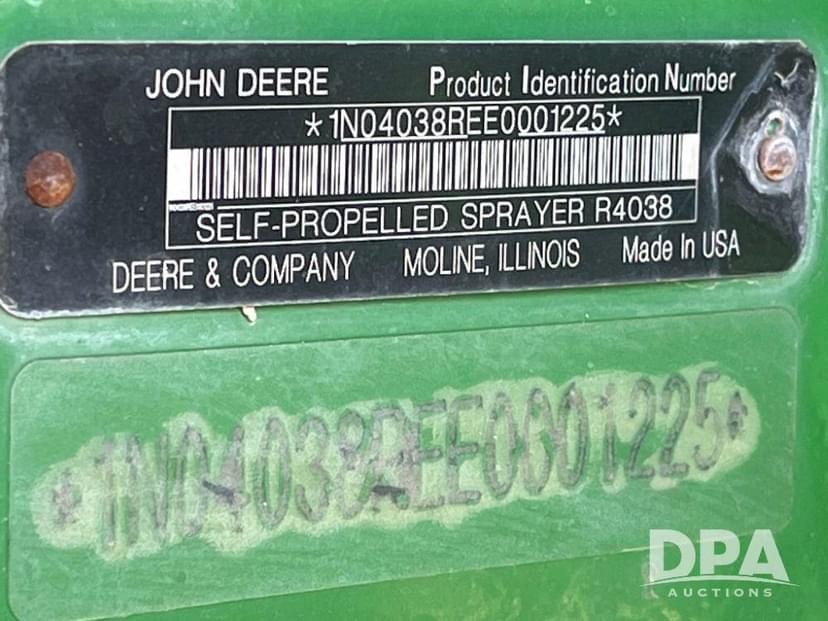 JOHN DEERE Product Identification Number
*1N04038REE0001225*
SELF-PROPELLED SPRAYER R4038
DEERE & COMPANY MOLINE, ILLINOIS Made In USA
*1N04038REE0001225*
DPA
AUCTIONS